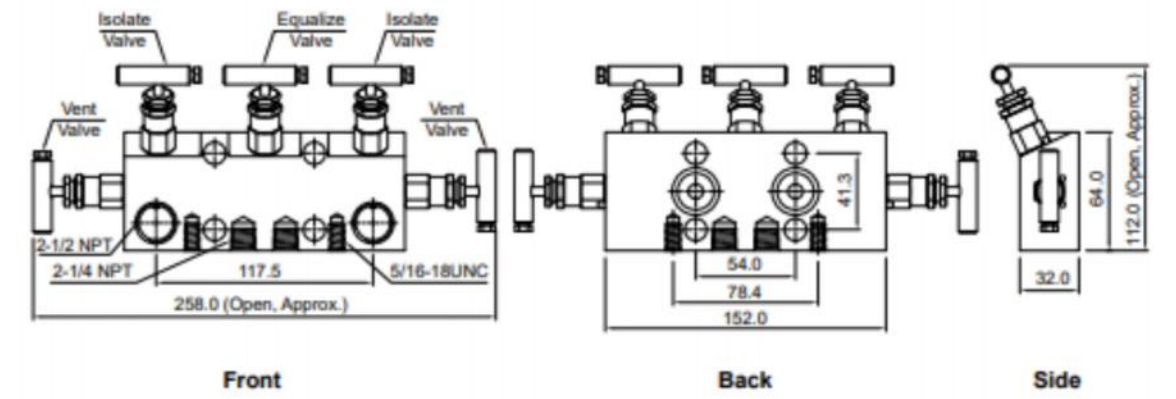 Isolate
Valve
Equalize
Valve
Isolate
Valve
Vent
Valve
Vent
Valve
2-1/2 NPT
2-1/4 NPT
117.5
5/16-18UNC
258.0 (Open, Approx.)
41.3
54.0
78.4
152.0
64.0
112.0 (Open, Approx.)
32.0
Front
Back
Side